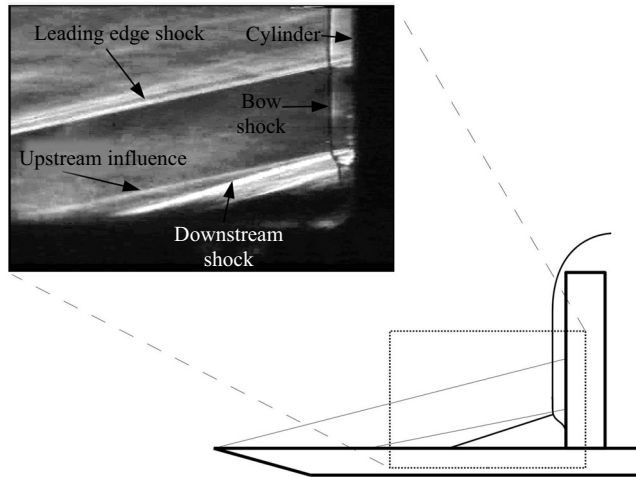 Leading edge shock
Cylinder
Bow
shock
Upstream influence
Downstream
shock